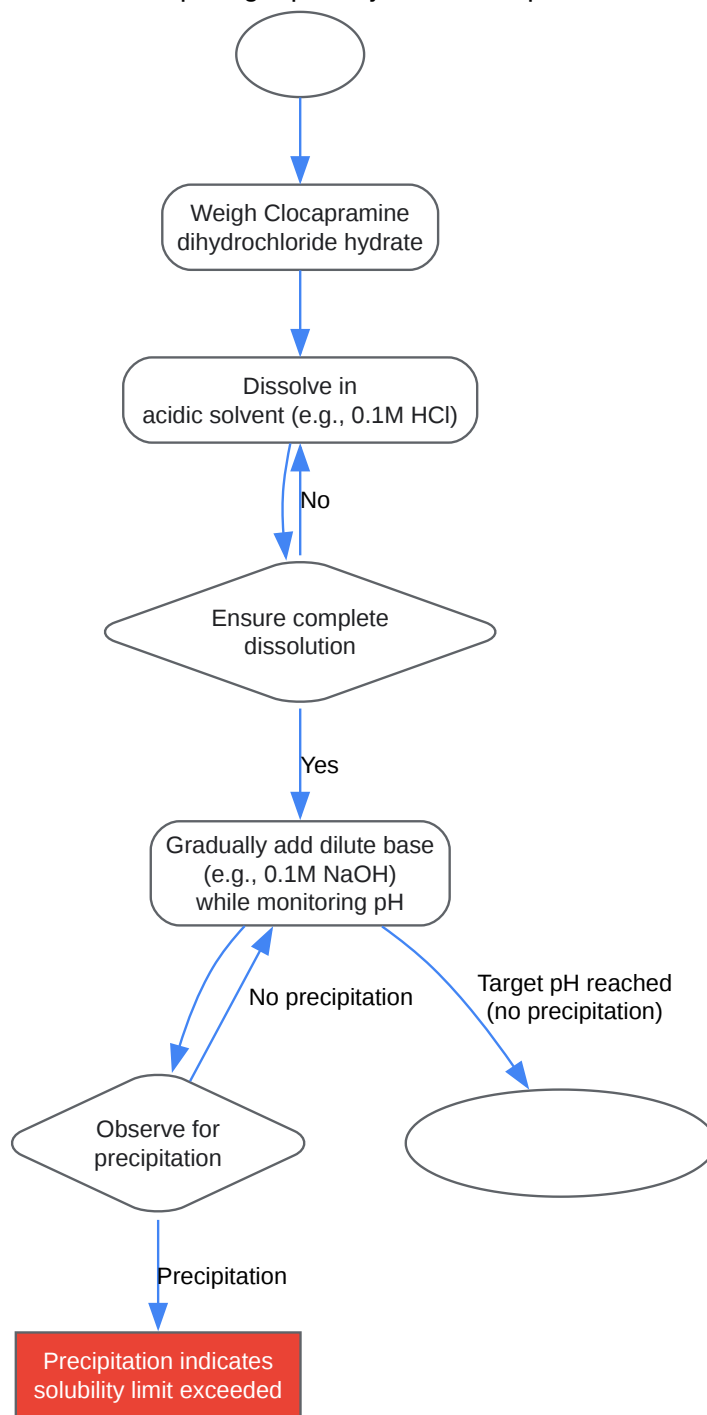 Weigh Clocapramine
dihydrochloride hydrate
Dissolve in
acidic solvent (e.g., 0.1M HCl)
No
Ensure complete
dissolution
Yes
Gradually add dilute base
(e.g., 0.1M NaOH)
while monitoring pH
No precipitation
Target pH reached
(no precipitation)
Observe for
precipitation
Precipitation
Precipitation indicates
solubility limit exceeded